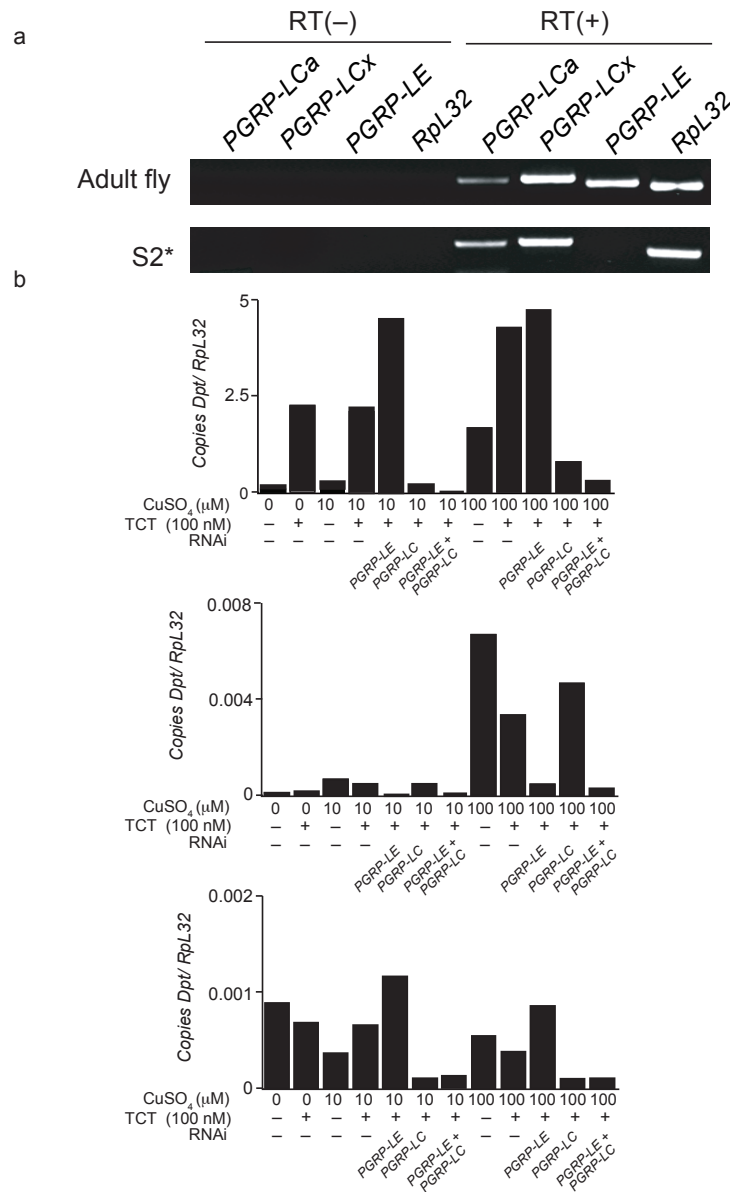 a
RT(–) RT(+)
PGRP-LCa PGRP-LCx PGRP-LE RpL32 PGRP-LCa PGRP-LCx PGRP-LE RpL32
Adult fly
S2*
b
Copies Dpt/ RpL32
5
2.5
0
CuSO4 (µM) 0 0 10 10 10 10 10 100 100 100 100 100
TCT (100 nM) – + – + + + + – + + + +
RNAi – – – – PGRP-LE PGRP-LC PGRP-LE + PGRP-LC – – PGRP-LE PGRP-LC PGRP-LE + PGRP-LC
Copies Dpt/ RpL32
0.008
0.004
0
CuSO4 (µM) 0 0 10 10 10 10 10 100 100 100 100 100
TCT (100 nM) – + – + + + + – + + + +
RNAi – – – – PGRP-LE PGRP-LC PGRP-LE + PGRP-LC – – PGRP-LE PGRP-LC PGRP-LE + PGRP-LC
Copies Dpt/ RpL32
0.002
0.001
0
CuSO4 (µM) 0 0 10 10 10 10 10 100 100 100 100 100
TCT (100 nM) – + – + + + + – + + + +
RNAi – – – – PGRP-LE PGRP-LC PGRP-LE + PGRP-LC – – PGRP-LE PGRP-LC PGRP-LE + PGRP-LC